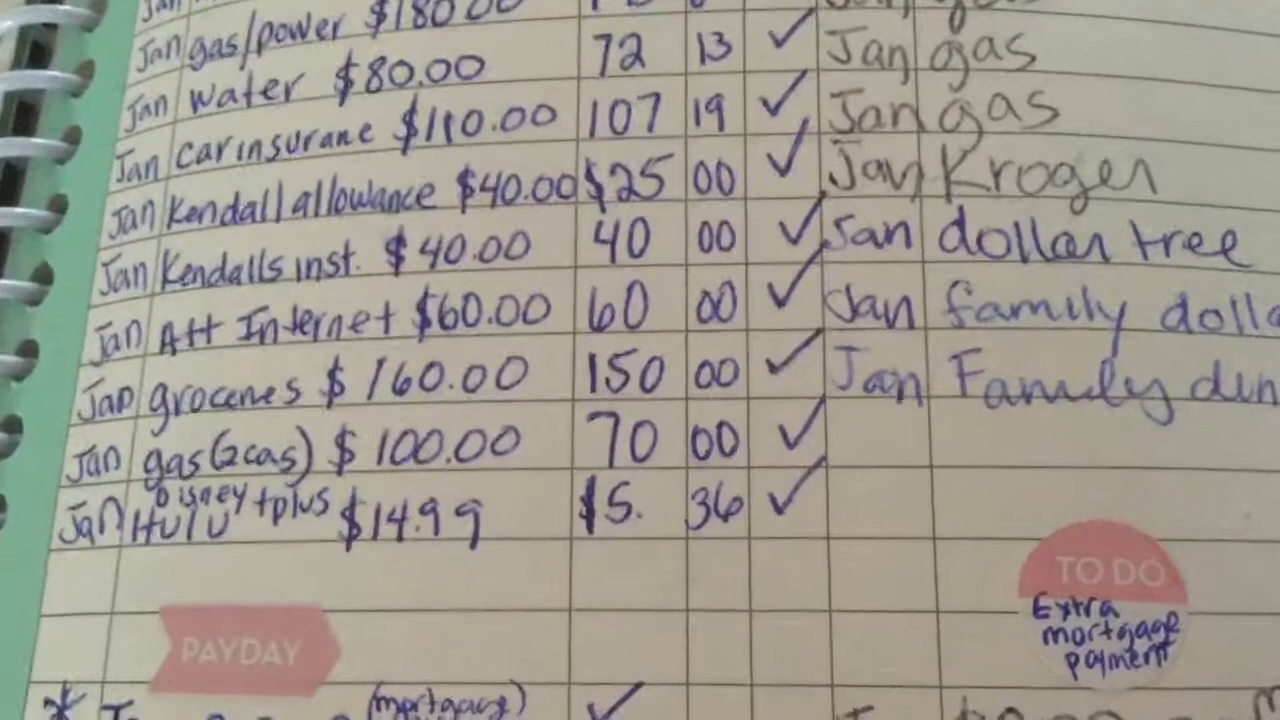 Jan gas/power $180.00
Jan water $80.00 72 13 ✓ Jan gas
Jan car insurane $110.00 107 19 ✓ Jan gas
Jan Kendall allowance $40.00 $25 00 ✓ Jan Kroger
Jan Kendalls inst. $40.00 40 00 ✓ Jan dollar tree
Jan Att Internet $60.00 60 00 ✓ Jan family
Jan groceries $160.00 150 00 ✓ Jan Family
Jan gas (2cas) $100.00 70 00 ✓
Jan Disney+plus
HULU $14.99 $5. 36 ✓
TO DO
Extra
mortgage
payment
PAYDAY
(mortgage) ✓